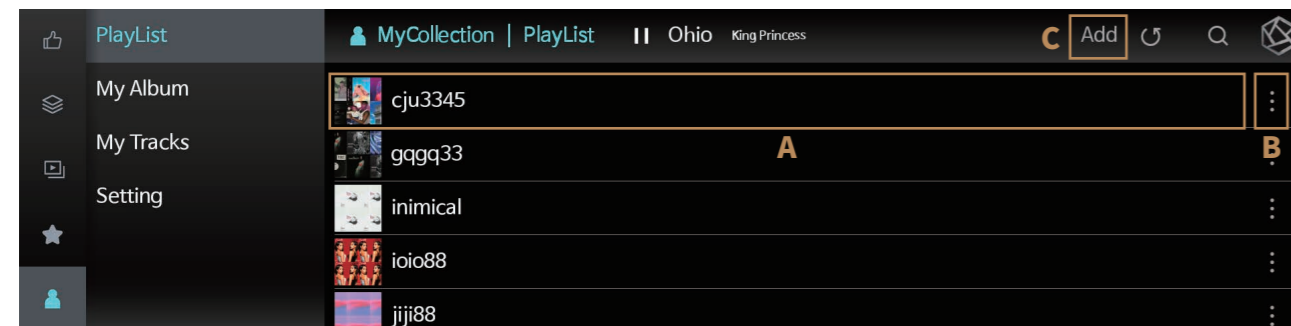 PlayList
MyCollection | PlayList
Ohio King Princess
C Add
My Album
cju3345
My Tracks
A
B
gqgq33
Setting
inimical
ioio88
jiji88